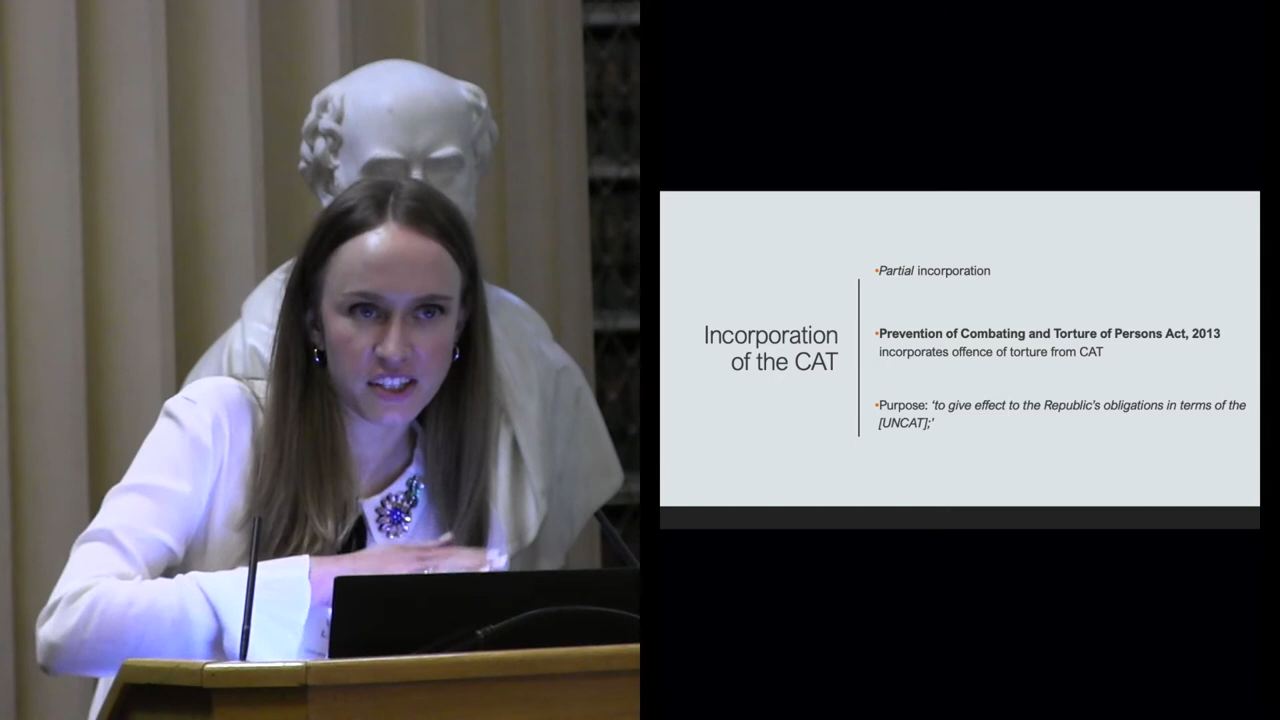 Incorporation
of the CAT
•Partial incorporation
•Prevention of Combating and Torture of Persons Act, 2013
incorporates offence of torture from CAT
•Purpose: ‘to give effect to the Republic’s obligations in terms of the
[UNCAT];’